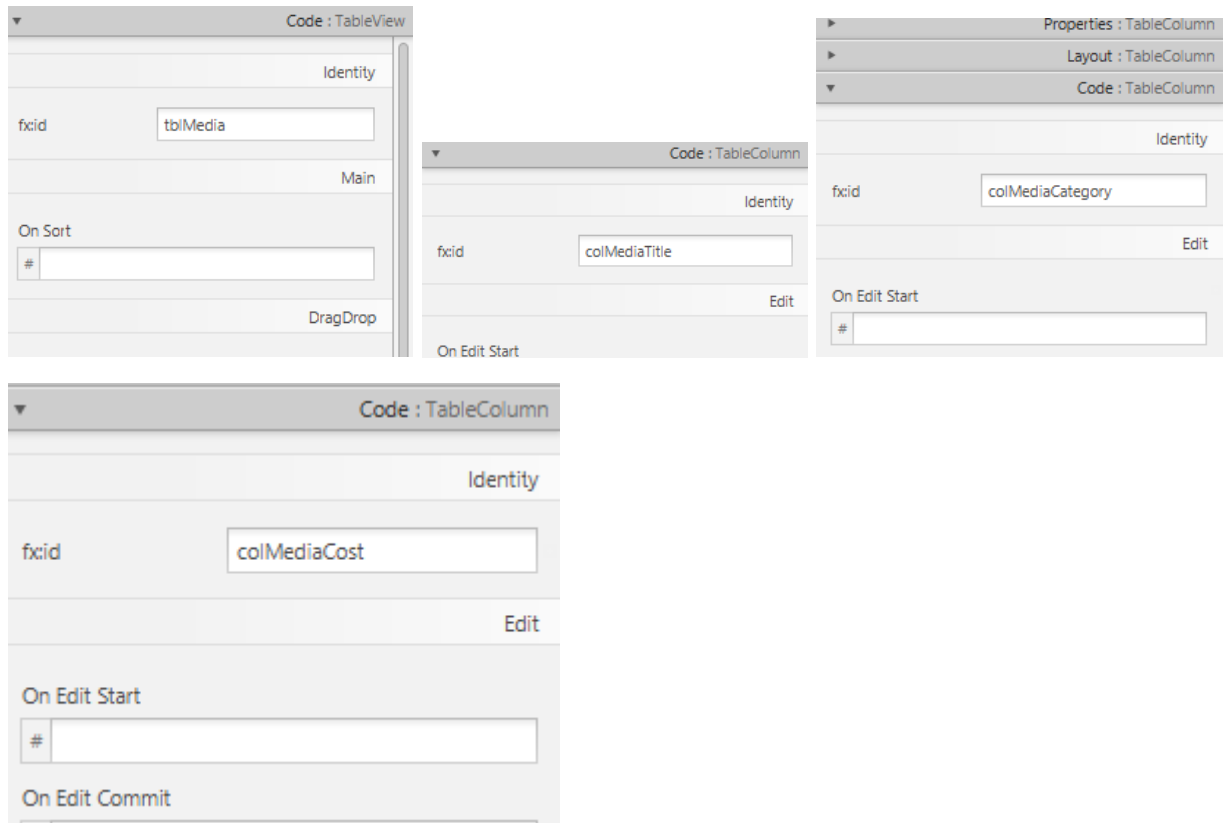 Code : TableView
Identity
fx:id tblMedia
Main
On Sort
#
DragDrop
Code : TableColumn
Identity
fx:id colMediaTitle
Edit
On Edit Start
Properties : TableColumn
Layout : TableColumn
Code : TableColumn
Identity
fx:id colMediaCategory
Edit
On Edit Start
#
Code : TableColumn
Identity
fx:id colMediaCost
Edit
On Edit Start
#
On Edit Commit